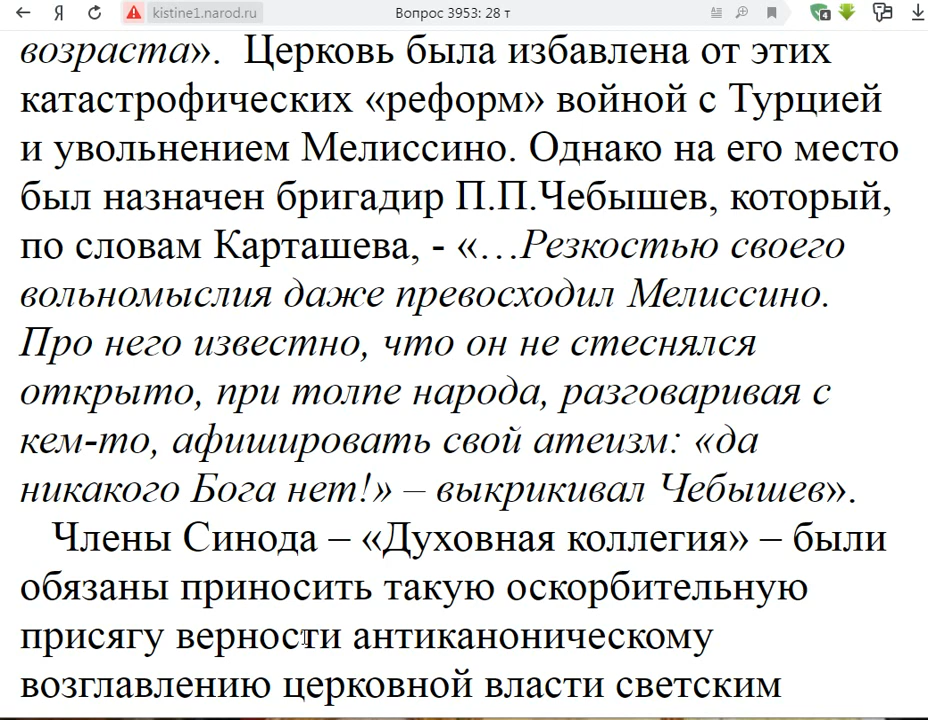 kistine1.narod.ru
Вопрос 3953: 28 т
4
возраста». Церковь была избавлена от этих
катастрофических «реформ» войной с Турцией
и увольнением Мелиссино. Однако на его место
был назначен бригадир П.П.Чебышев, который,
по словам Карташева, - «…Резкостью своего
вольномыслия даже превосходил Мелиссино.
Про него известно, что он не стеснялся
открыто, при толпе народа, разговаривая с
кем-то, афишировать свой атеизм: «да
никакого Бога нет!» – выкрикивал Чебышев».
Члены Синода – «Духовная коллегия» – были
обязаны приносить такую оскорбительную
присягу верности антиканоническому
возглавлению церковной власти светским